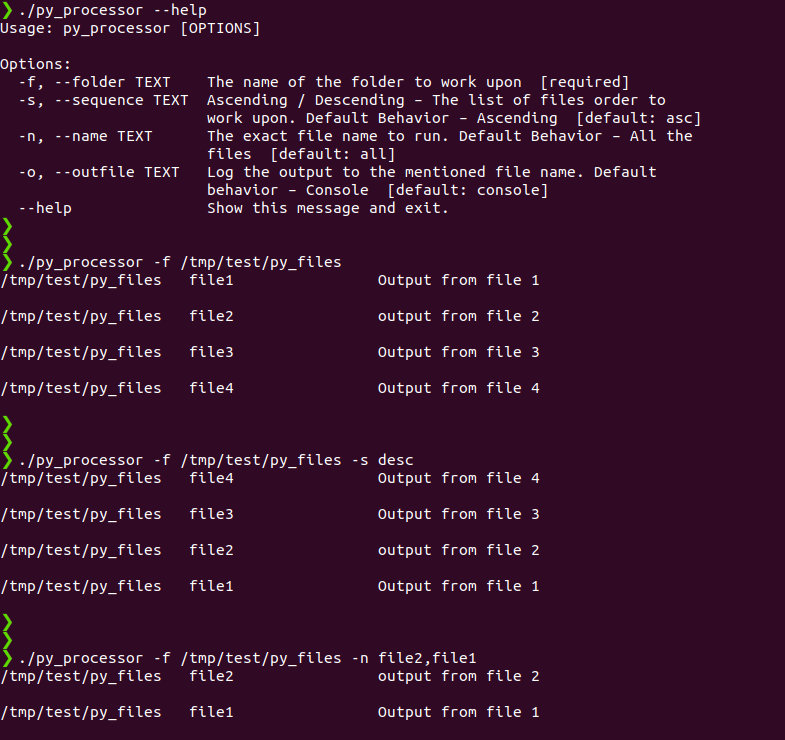 ❯ ./py_processor --help
Usage: py_processor [OPTIONS]
Options:
-f, --folder TEXT    The name of the folder to work upon  [required]
-s, --sequence TEXT  Ascending / Descending – The list of files order to
work upon. Default Behavior – Ascending  [default: asc]
-n, --name TEXT      The exact file name to run. Default Behavior – All the
files  [default: all]
-o, --outfile TEXT   Log the output to the mentioned file name. Default
behavior – Console  [default: console]
--help               Show this message and exit.
❯
❯
❯ ./py_processor -f /tmp/test/py_files
/tmp/test/py_files   file1                Output from file 1
/tmp/test/py_files   file2                output from file 2
/tmp/test/py_files   file3                Output from file 3
/tmp/test/py_files   file4                Output from file 4
❯
❯
❯ ./py_processor -f /tmp/test/py_files -s desc
/tmp/test/py_files   file4                Output from file 4
/tmp/test/py_files   file3                Output from file 3
/tmp/test/py_files   file2                output from file 2
/tmp/test/py_files   file1                Output from file 1
❯
❯
❯ ./py_processor -f /tmp/test/py_files -n file2,file1
/tmp/test/py_files   file2                output from file 2
/tmp/test/py_files   file1                Output from file 1